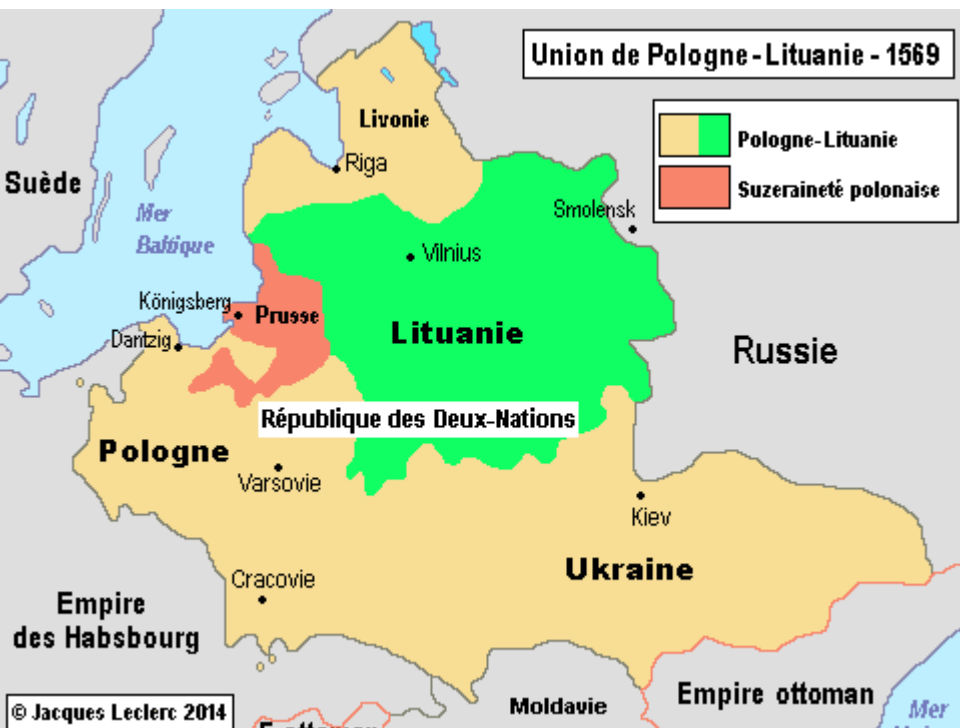 Union de Pologne - Lituanie - 1569
Pologne-Lituanie
Suzeraineté polonaise
Livonie
Riga
Suède
Mer
Baltique
Smolensk
Vilnius
Königsberg
Prusse
Dantzig
Lituanie
Russie
République des Deux-Nations
Pologne
Varsovie
Kiev
Ukraine
Cracovie
Empire
des Habsbourg
Empire ottoman
Moldavie
Mer
© Jacques Leclerc 2014